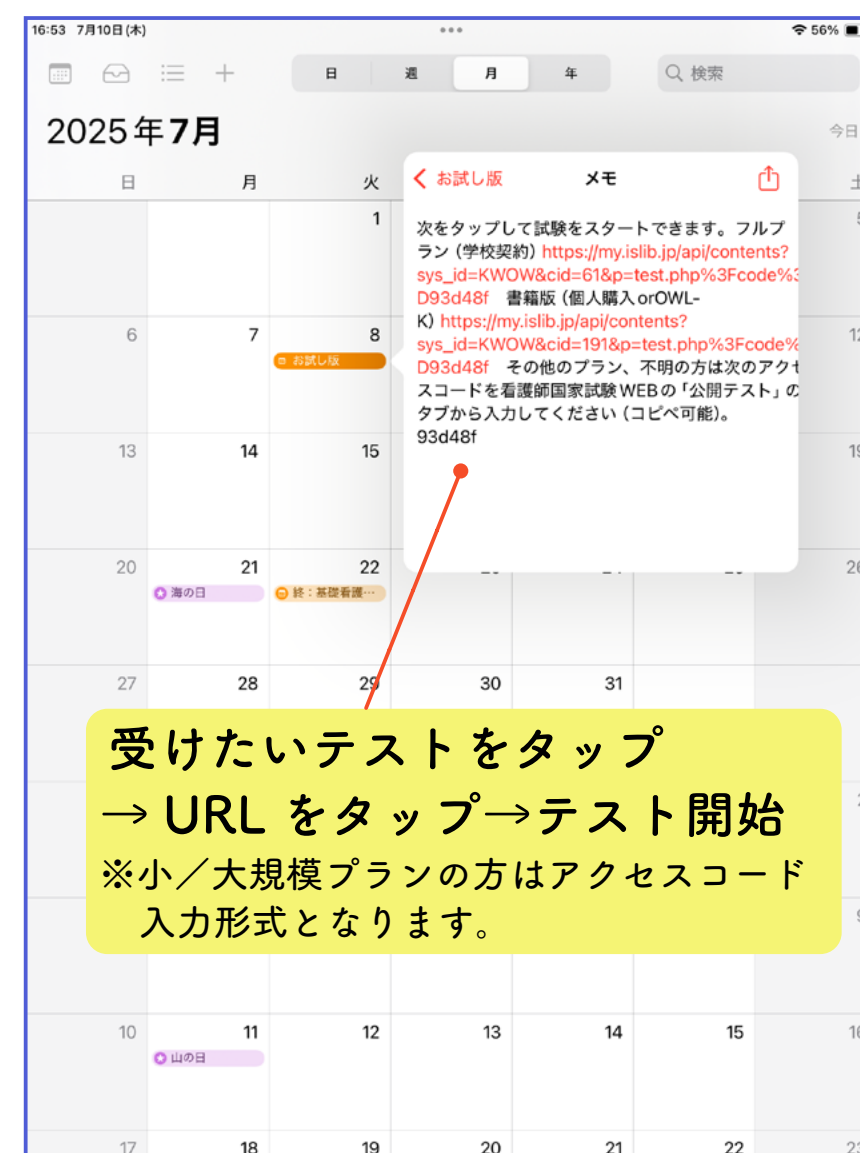 16:53 7月10日(木)
56%
日 週 月 年
検索
2025年7月
今日
日 月 火 土
お試し版 メモ
次をタップして試験をスタートできます。フルプ
ラン(学校契約) https://my.islib.jp/api/contents?
sys_id=KWOW&cid=61&p=test.php%3Fcode%3
D93d48f 書籍版(個人購入orOWL-
K) https://my.islib.jp/api/contents?
sys_id=KWOW&cid=191&p=test.php%3Fcode%
D93d48f その他のプラン、不明の方は次のアクセ
スコードを看護師国家試験WEBの「公開テスト」の
タブから入力してください(コピペ可能)。
93d48f
1
6 7 8 12
お試し版
13 14 15 19
20 21 22 26
海の日 終:基礎看護…
27 28 29 30 31
受けたいテストをタップ
→URLをタップ→テスト開始
※小/大規模プランの方はアクセスコード
入力形式となります。
10 11 12 13 14 15 16
山の日
17 18 19 20 21 22 23